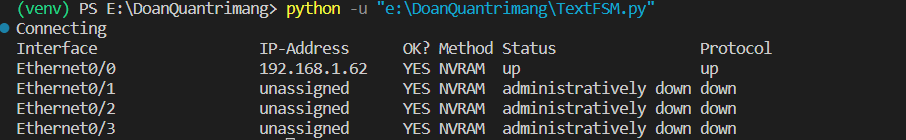 (venv) PS E:\DoanQuantrimang> python -u "e:\DoanQuantrimang\TextFSM.py"
Connecting
Interface IP-Address OK? Method Status Protocol
Ethernet0/0 192.168.1.62 YES NVRAM up up
Ethernet0/1 unassigned YES NVRAM administratively down down
Ethernet0/2 unassigned YES NVRAM administratively down down
Ethernet0/3 unassigned YES NVRAM administratively down down